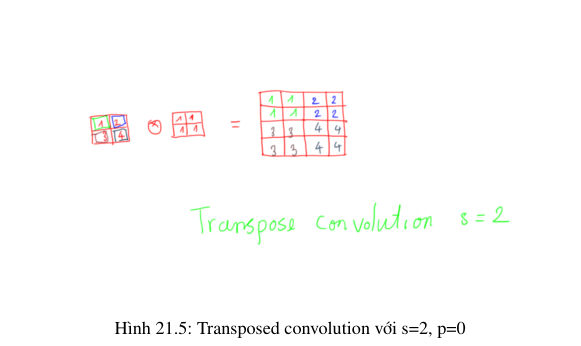 1 1 2 2
1 2 1 1 1 1 2 2
3 4 ⊗ 1 1 = 3 3 4 4
3 3 4 4
Transpose convolution s=2
Hình 21.5: Transposed convolution với s=2, p=0